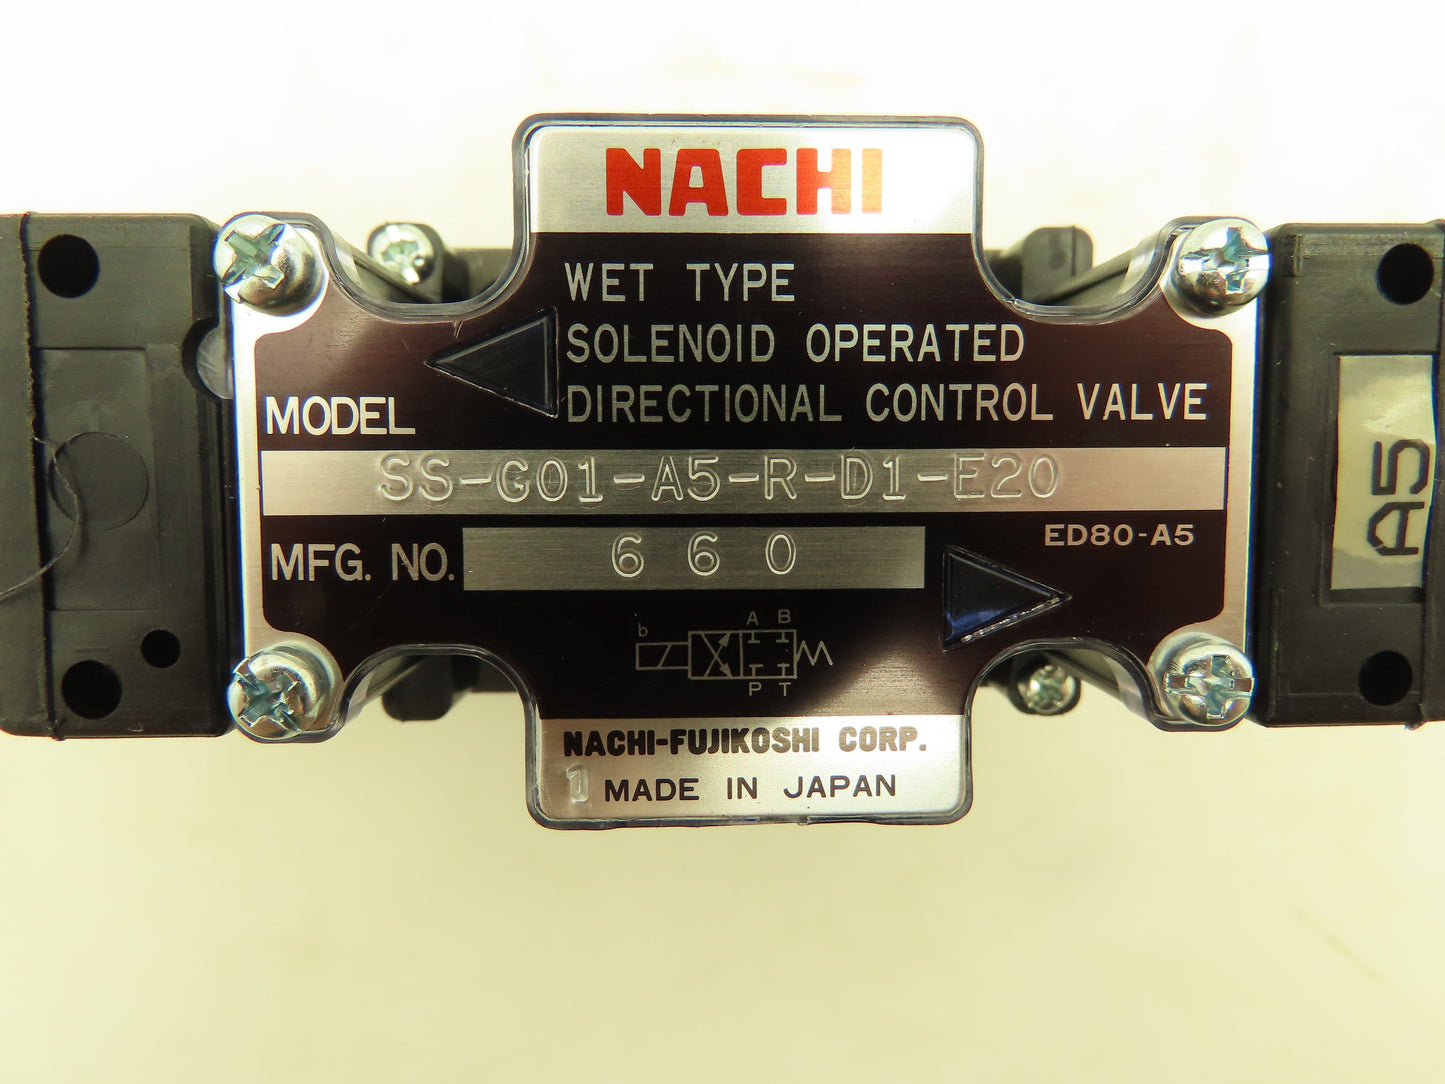 NACHI
WET TYPE
SOLENOID OPERATED
DIRECTIONAL CONTROL VALVE
MODEL
SS-G01-A5-R-D1-E20
MFG. NO. 6 6 0
ED80-A5
A B
b
P T
NACHI-FUJIKOSHI CORP.
1 MADE IN JAPAN
A5